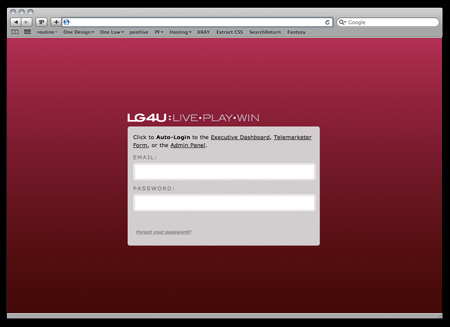 Google
routine One Design One Law postlive PF Hosting XRAY Extract CSS SearchReturn Fantasy
LG4U:LIVE•PLAY•WIN
Click to Auto-Login to the Executive Dashboard, Telemarketer
Form, or the Admin Panel.
EMAIL:
PASSWORD:
Forgot your password?